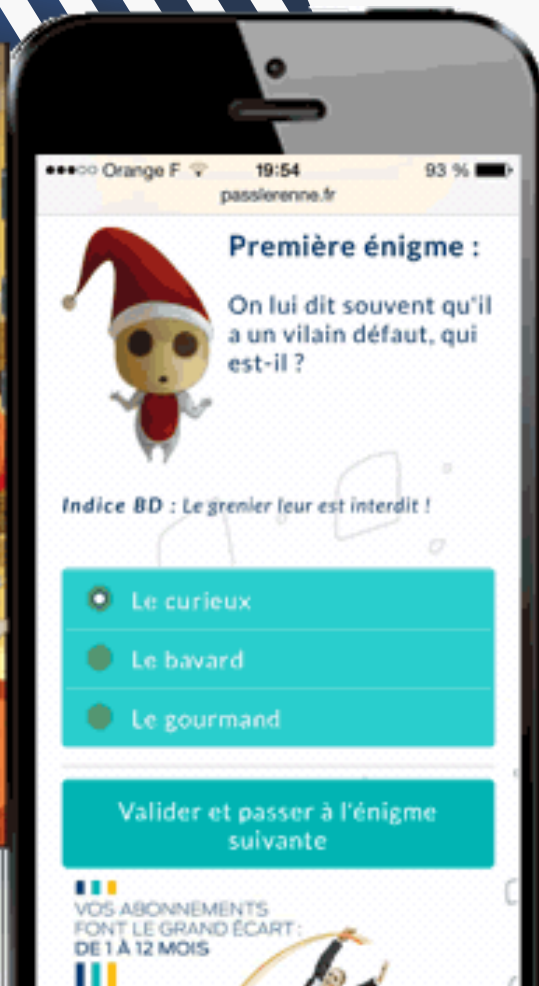 Orange F 19:54 93 %
passierenne.fr
Première énigme :
On lui dit souvent qu'il
a un vilain défaut, qui
est-il ?
Indice BD : Le grenier leur est interdit !
Le curieux
Le bavard
Le gourmand
Valider et passer à l'énigme
suivante
VOS ABONNEMENTS
FONT LE GRAND ÉCART :
DE 1 À 12 MOIS